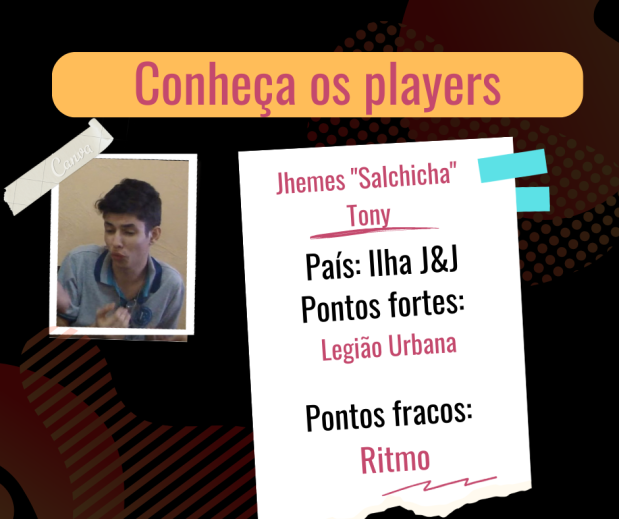 Conheça os players
Canva
Jhemes "Salchicha"
Tony
País: Ilha J&J
Pontos fortes:
Legião Urbana
Pontos fracos:
Ritmo